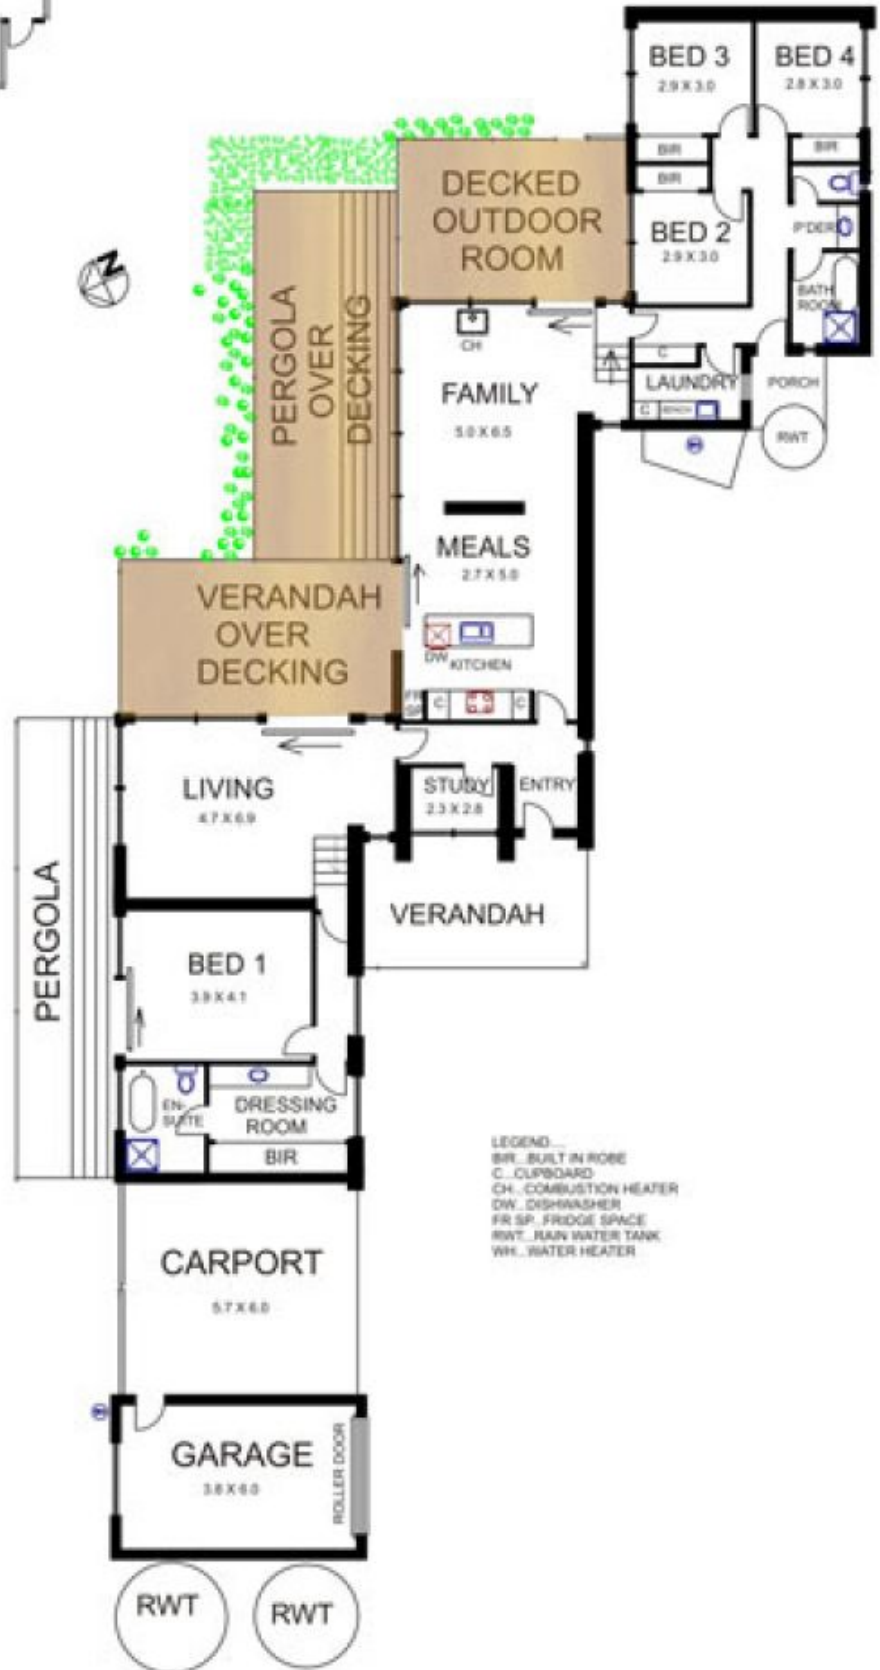 BED 3
2.9 X 3.0
BED 4
2.8 X 3.0
BIR
BIR
BIR
P'DER
BED 2
2.9 X 3.0
BATH
ROOM
DECKED
OUTDOOR
ROOM
N
PERGOLA
OVER
DECKING
CH
C
LAUNDRY
C
BENCH
PORCH
RWT
FAMILY
5.0 X 6.5
MEALS
2.7 X 5.0
VERANDAH
OVER
DECKING
DW
KITCHEN
FR
SP
C
C
LIVING
4.7 X 6.9
STUDY
2.3 X 2.8
ENTRY
VERANDAH
PERGOLA
BED 1
3.9 X 4.1
EN-
SUITE
DRESSING
ROOM
BIR
LEGEND....
BIR...BUILT IN ROBE
C...CUPBOARD
CH...COMBUSTION HEATER
DW...DISHWASHER
FR SP...FRIDGE SPACE
RWT...RAIN WATER TANK
WH...WATER HEATER
CARPORT
5.7 X 6.0
GARAGE
3.8 X 6.0
ROLLER DOOR
RWT
RWT